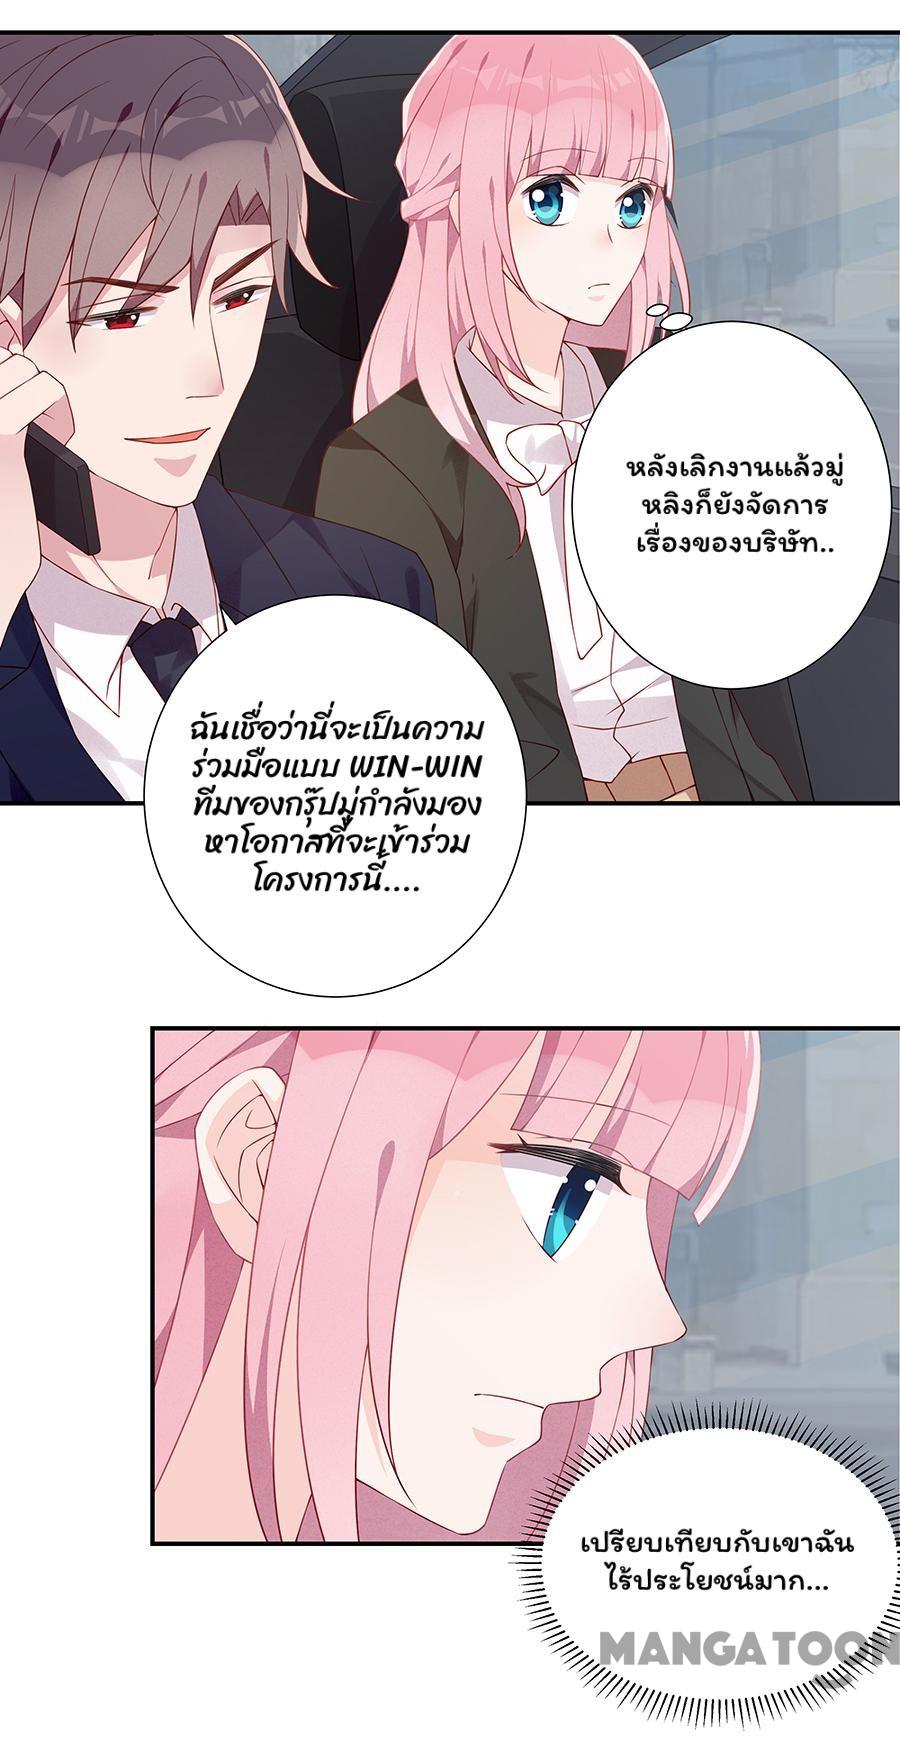 หลังเลิกงานแล้วมู่
หลิงก็ยังจัดการ
เรื่องของบริษัท..
ฉันเชื่อว่านี่จะเป็นความ
ร่วมมือแบบ WIN-WIN
ทีมของกรุ๊ปมู่กำลังมอง
หาโอกาสที่จะเข้าร่วม
โครงการนี้....
เปรียบเทียบกับเขาฉัน
ไร้ประโยชน์มาก...
MANGATOON